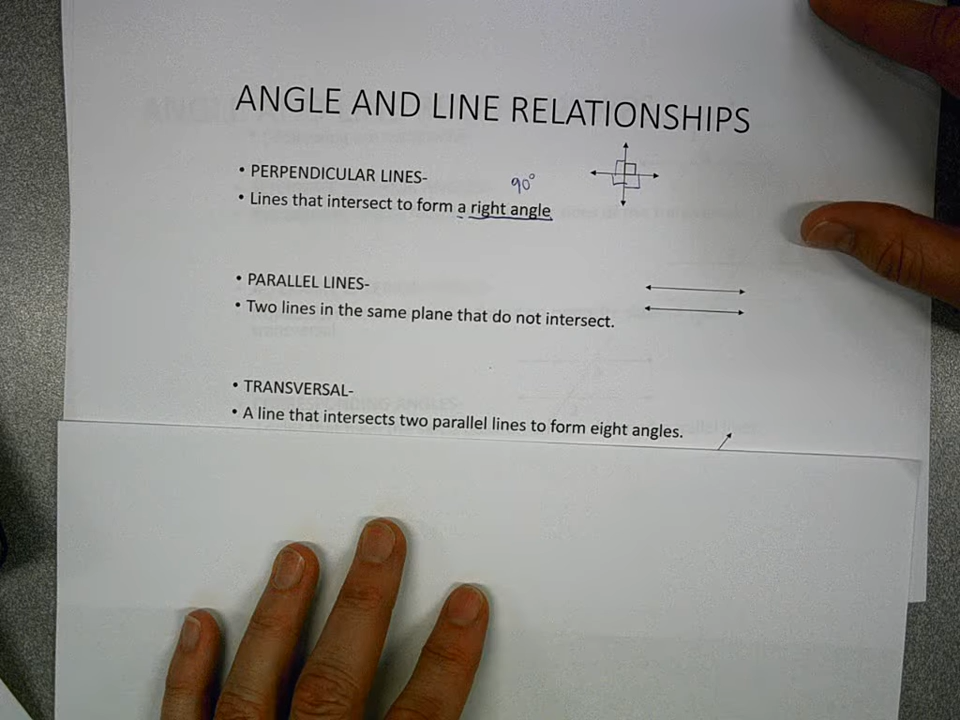 ANGLE AND LINE RELATIONSHIPS
• PERPENDICULAR LINES-
90°
• Lines that intersect to form a right angle
• PARALLEL LINES-
• Two lines in the same plane that do not intersect.
• TRANSVERSAL-
• A line that intersects two parallel lines to form eight angles.